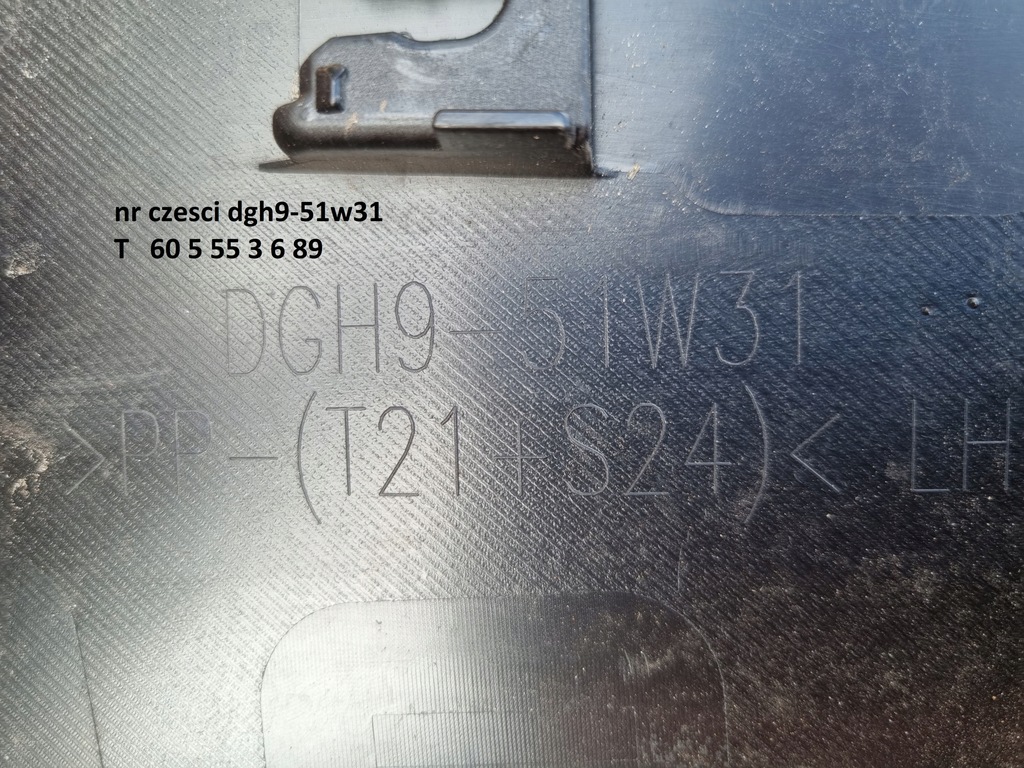 nr czesci dgh9-51w31
T 60 5 55 3 6 89
DGH9-51W31
>PP-(T21+S24)< LH